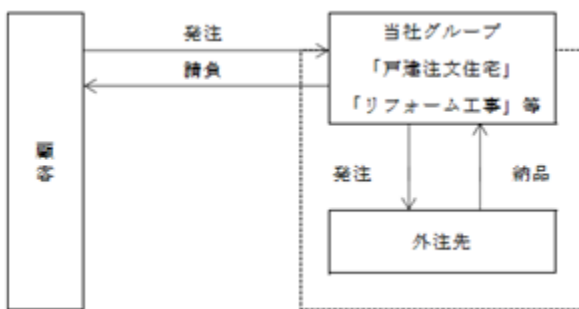 発注
当社グループ
「戸建注文住宅」
「リフォーム工事」等
請負
顧客
発注
納品
外注先